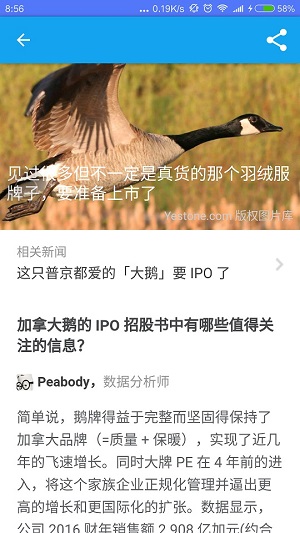 8:56
... 0.19K/s 58%
见过很多但不一定是真货的那个羽绒服
牌子，要准备上市了
Yestone.com 版权图片库
相关新闻
这只普京都爱的「大鹅」要 IPO 了
加拿大鹅的 IPO 招股书中有哪些值得关
注的信息？
Peabody，数据分析师
简单说，鹅牌得益于完整而坚固得保持了
加拿大品牌（=质量 + 保暖），实现了近几
年的飞速增长。同时大牌 PE 在 4 年前的进
入，将这个家族企业正规化管理并逼出更
高的增长和更国际化的扩张。数据显示，
公司 2016 财年销售额 2.908 亿加元(约合